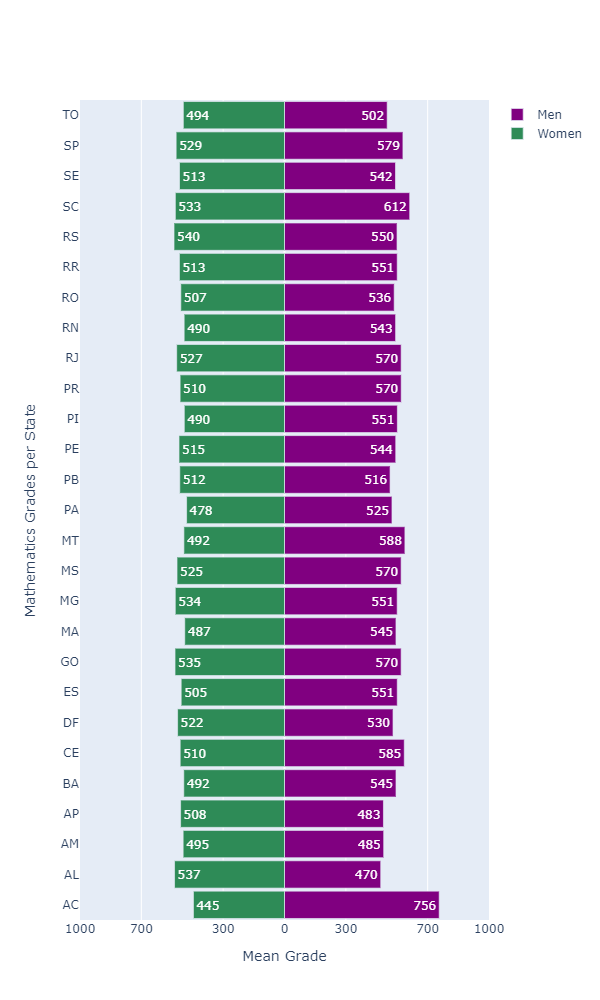 Men
Women
TO 494 502
SP 529 579
SE 513 542
SC 533 612
RS 540 550
RR 513 551
RO 507 536
RN 490 543
RJ 527 570
PR 510 570
PI 490 551
PE 515 544
PB 512 516
PA 478 525
MT 492 588
MS 525 570
MG 534 551
MA 487 545
GO 535 570
ES 505 551
DF 522 530
CE 510 585
BA 492 545
AP 508 483
AM 495 485
AL 537 470
AC 445 756
1000 700 300 0 300 700 1000
Mean Grade
Mathematics Grades per State